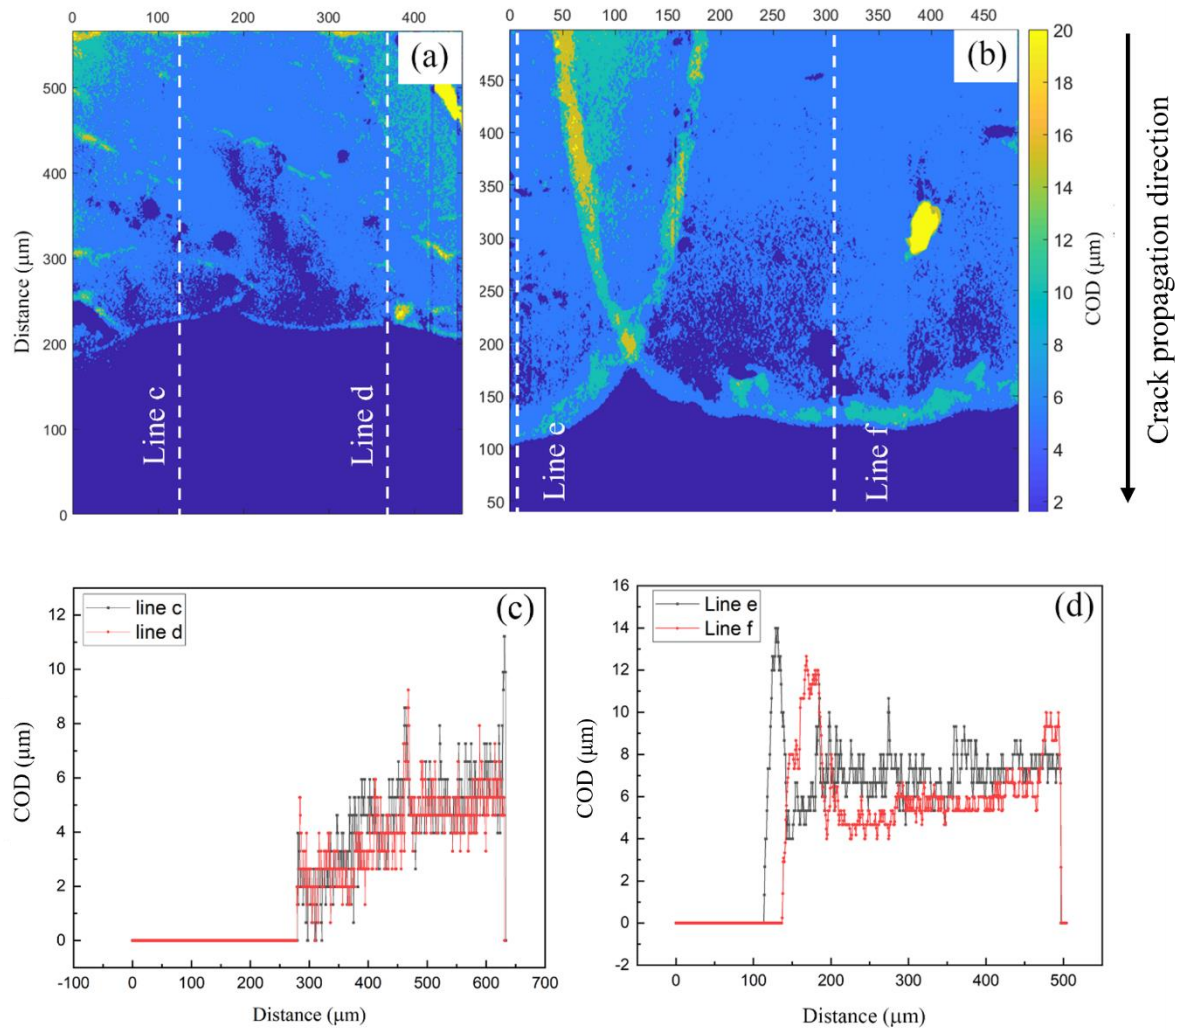 0 100 200 300 400
0 50 100 150 200 250 300 350 400 450
(a)
(b)
20
18
16
14
12
10
8
6
4
2
COD (μm)
Crack propagation direction
500
400
300
200
100
0
Distance (μm)
450
400
350
300
250
200
150
100
50
Line c
Line d
Line e
Line f
(c)
line c
line d
12
10
8
6
4
2
0
COD (μm)
-100 0 100 200 300 400 500 600 700
Distance (μm)
(d)
Line e
Line f
16
14
12
10
8
6
4
2
0
-2
COD (μm)
0 100 200 300 400 500
Distance (μm)